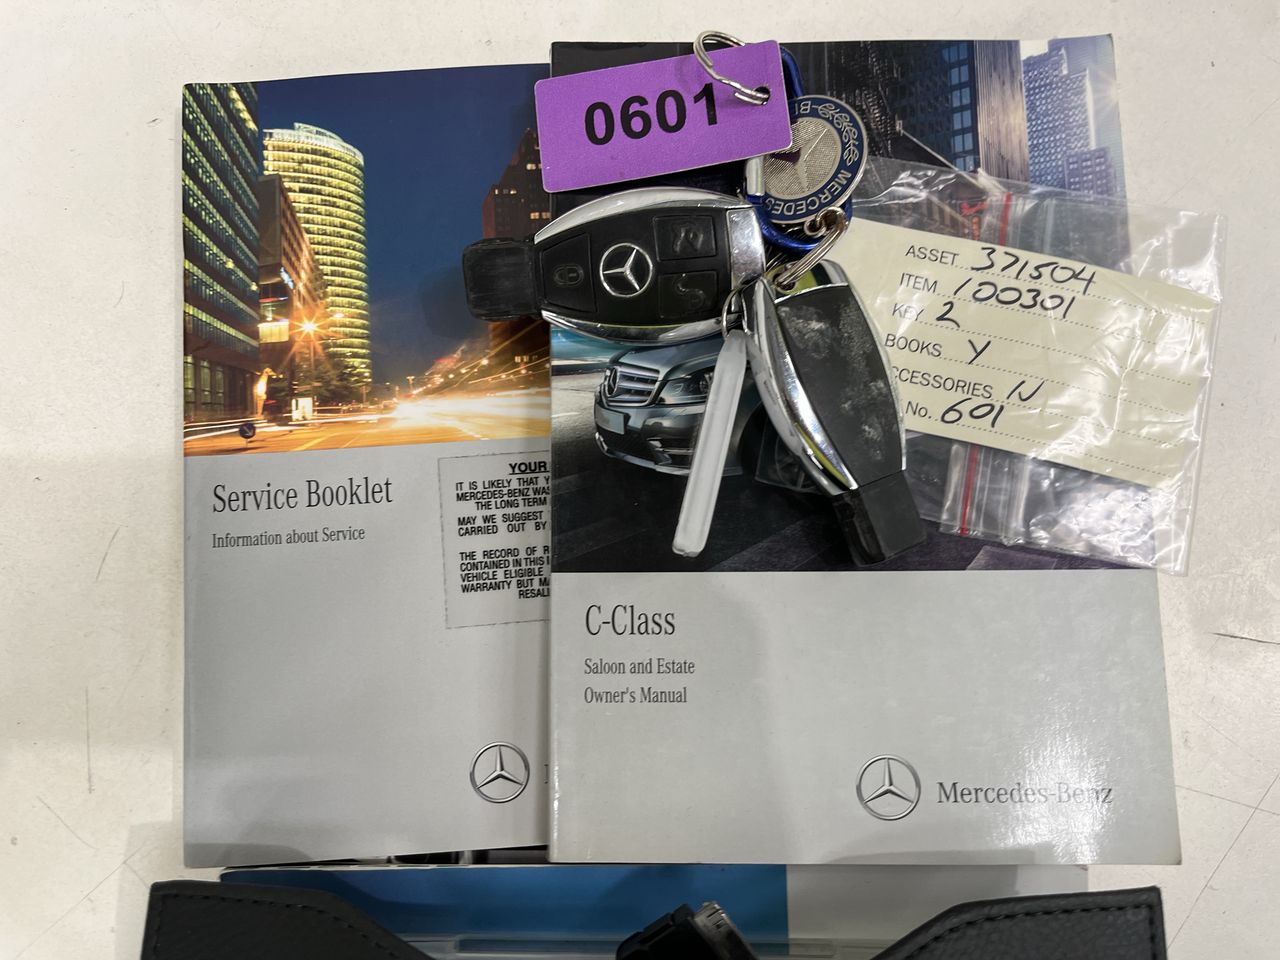 0601
MERCEDES
ASSET 371504
ITEM 100301
KEY 2
BOOKS Y
CCESSORIES N
No. 601
Service Booklet
Information about Service
YOUR
IT IS LIKELY THAT Y
MERCEDES-BENZ WAS
THE LONG TERM
MAY WE SUGGEST
CARRIED OUT BY
THE RECORD OF R
CONTAINED IN THIS
VEHICLE ELIGIBLE
WARRANTY BUT MA
RESAL
C-Class
Saloon and Estate
Owner's Manual
Mercedes-Benz